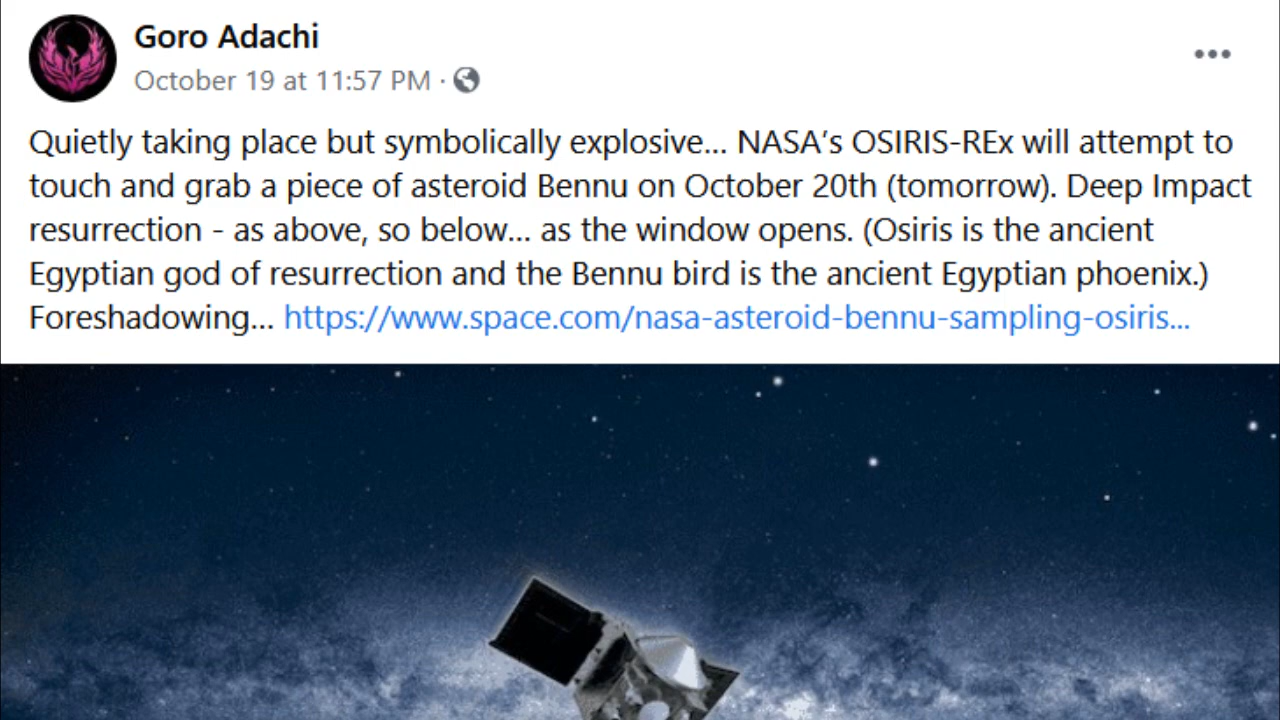 Goro Adachi
October 19 at 11:57 PM ·
Quietly taking place but symbolically explosive... NASA’s OSIRIS-REx will attempt to
touch and grab a piece of asteroid Bennu on October 20th (tomorrow). Deep Impact
resurrection - as above, so below... as the window opens. (Osiris is the ancient
Egyptian god of resurrection and the Bennu bird is the ancient Egyptian phoenix.)
Foreshadowing... https://www.space.com/nasa-asteroid-bennu-sampling-osiris...